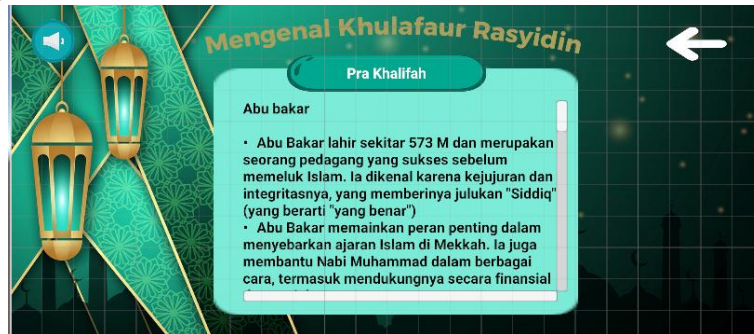 Mengenal Khulafaur Rasyidin
Pra Khalifah
Abu bakar
• Abu Bakar lahir sekitar 573 M dan merupakan
seorang pedagang yang sukses sebelum
memeluk Islam. Ia dikenal karena kejujuran dan
integritasnya, yang memberinya julukan "Siddiq"
(yang berarti "yang benar")
• Abu Bakar memainkan peran penting dalam
menyebarkan ajaran Islam di Mekkah. Ia juga
membantu Nabi Muhammad dalam berbagai
cara, termasuk mendukungnya secara finansial